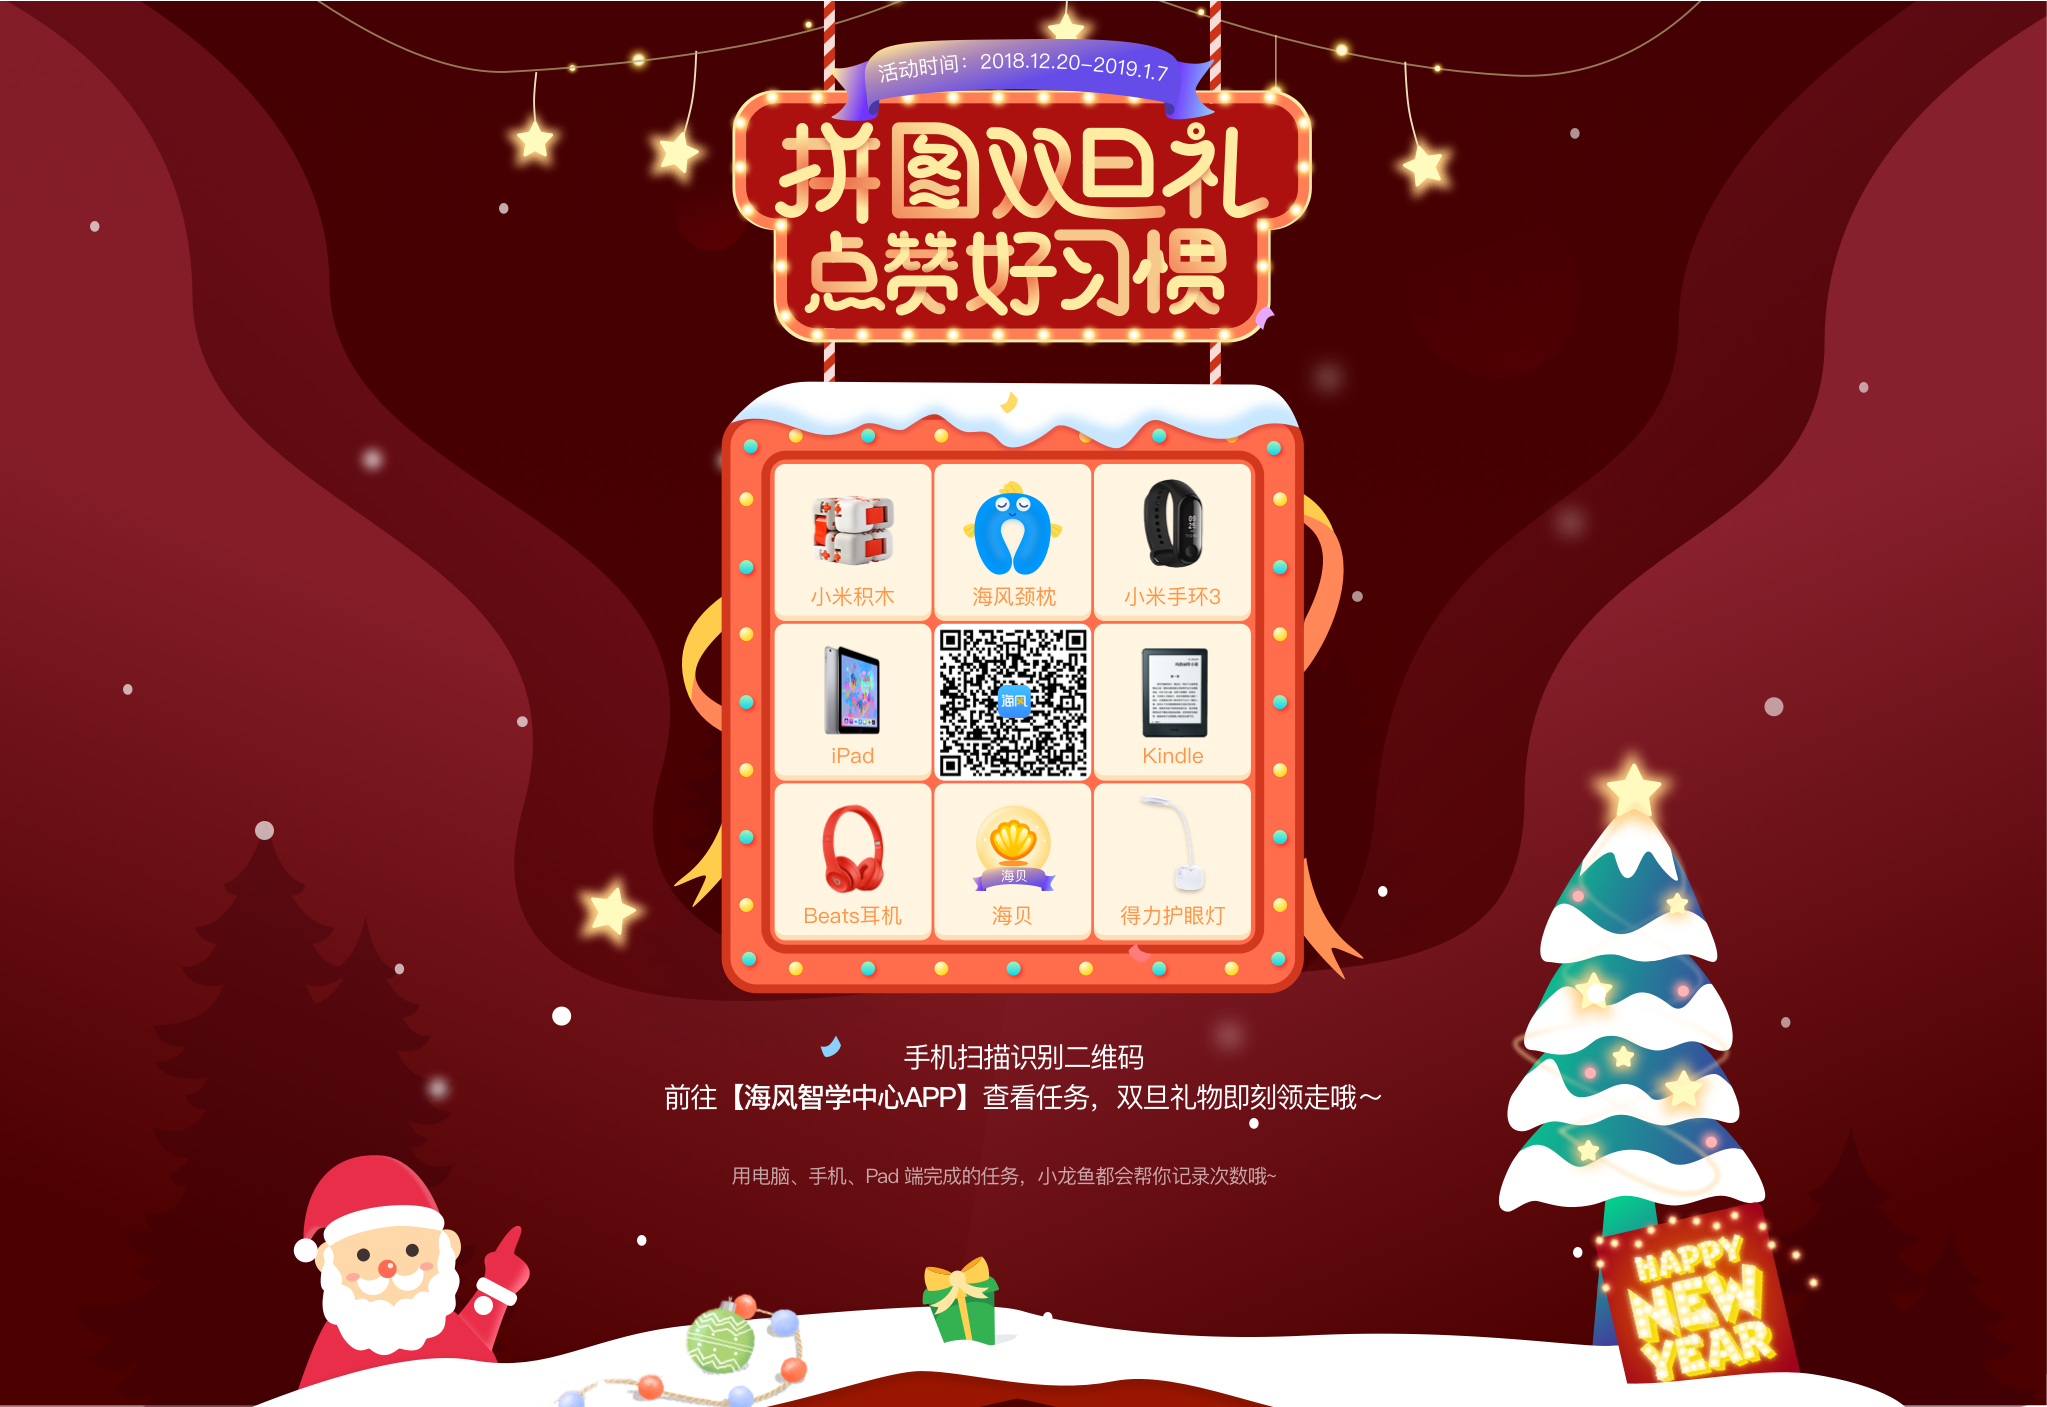 活动时间：2018.12.20-2019.1.7
拼图双旦礼
点赞好习惯
小米积木
海风颈枕
小米手环3
iPad
海风
Kindle
海贝
Beats耳机
海贝
得力护眼灯
手机扫描识别二维码
前往【海风智学中心APP】查看任务，双旦礼物即刻领走哦～
用电脑、手机、Pad 端完成的任务，小龙鱼都会帮你记录次数哦~
HAPPY
NEW
YEAR